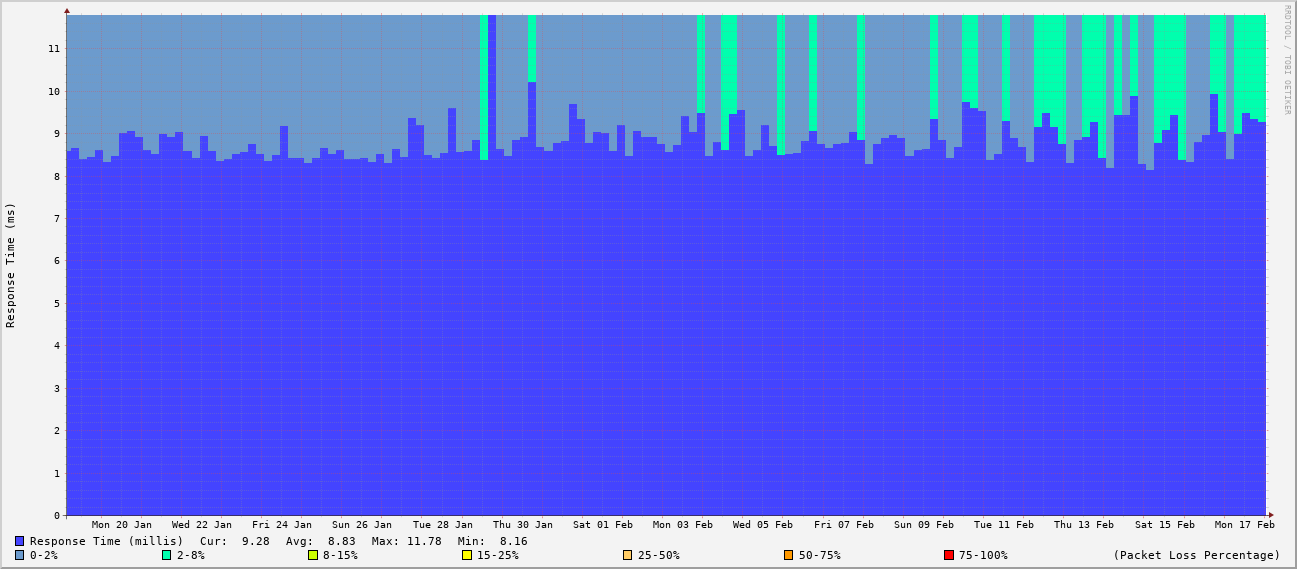 RRDTOOL / TOBI OETIKER
Response Time (ms)
11
10
9
8
7
6
5
4
3
2
1
0
Mon 20 Jan Wed 22 Jan Fri 24 Jan Sun 26 Jan Tue 28 Jan Thu 30 Jan Sat 01 Feb Mon 03 Feb Wed 05 Feb Fri 07 Feb Sun 09 Feb Tue 11 Feb Thu 13 Feb Sat 15 Feb Mon 17 Feb
Response Time (millis) Cur: 9.28 Avg: 8.83 Max: 11.78 Min: 8.16
0-2% 2-8% 8-15% 15-25% 25-50% 50-75% 75-100% (Packet Loss Percentage)